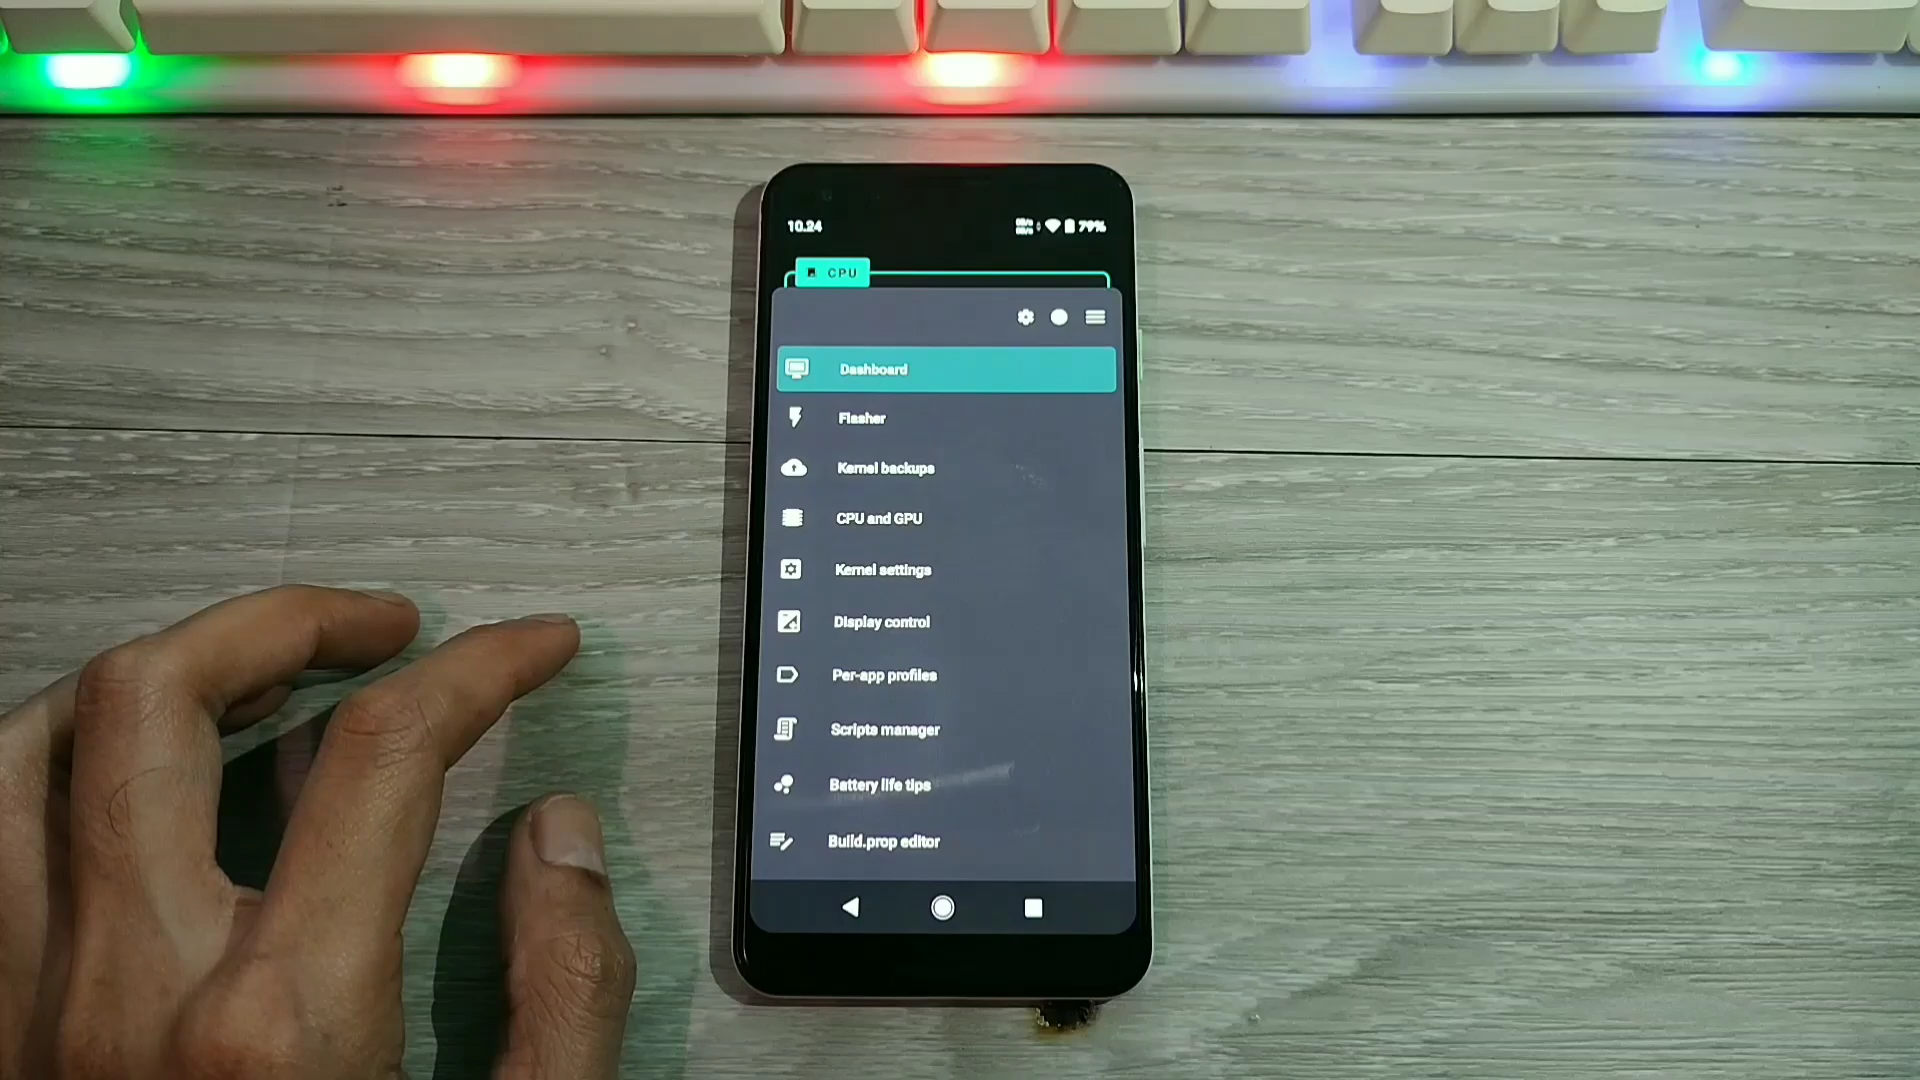 10.24
79%
CPU
Dashboard
Flasher
Kernel backups
CPU and GPU
Kernel settings
Display control
Per-app profiles
Scripts manager
Battery life tips
Build.prop editor